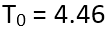 T₀ = 4.46